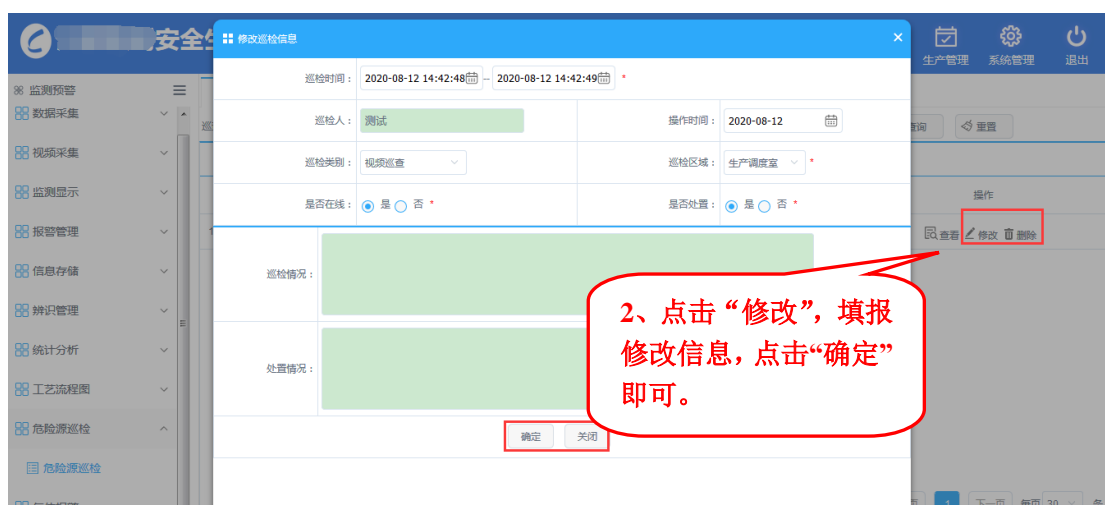 安全生
修改巡检信息
×
生产管理 系统管理 退出
监测预警
数据采集
视频采集
监测显示
报警管理
信息存储
辨识管理
统计分析
工艺流程图
危险源巡检
危险源巡检
巡检时间： 2020-08-12 14:42:48 – 2020-08-12 14:42:49 *
巡检人： 测试 操作时间： 2020-08-12
巡检类别： 视频巡查 巡检区域： 生产调度室 *
是否在线： 是 否 * 是否处置： 是 否 *
巡检情况：
处置情况：
确定 关闭
重置
操作
查看 修改 删除
2、点击“修改”，填报
修改信息，点击“确定”
即可。
1 下一页 每页 30 条